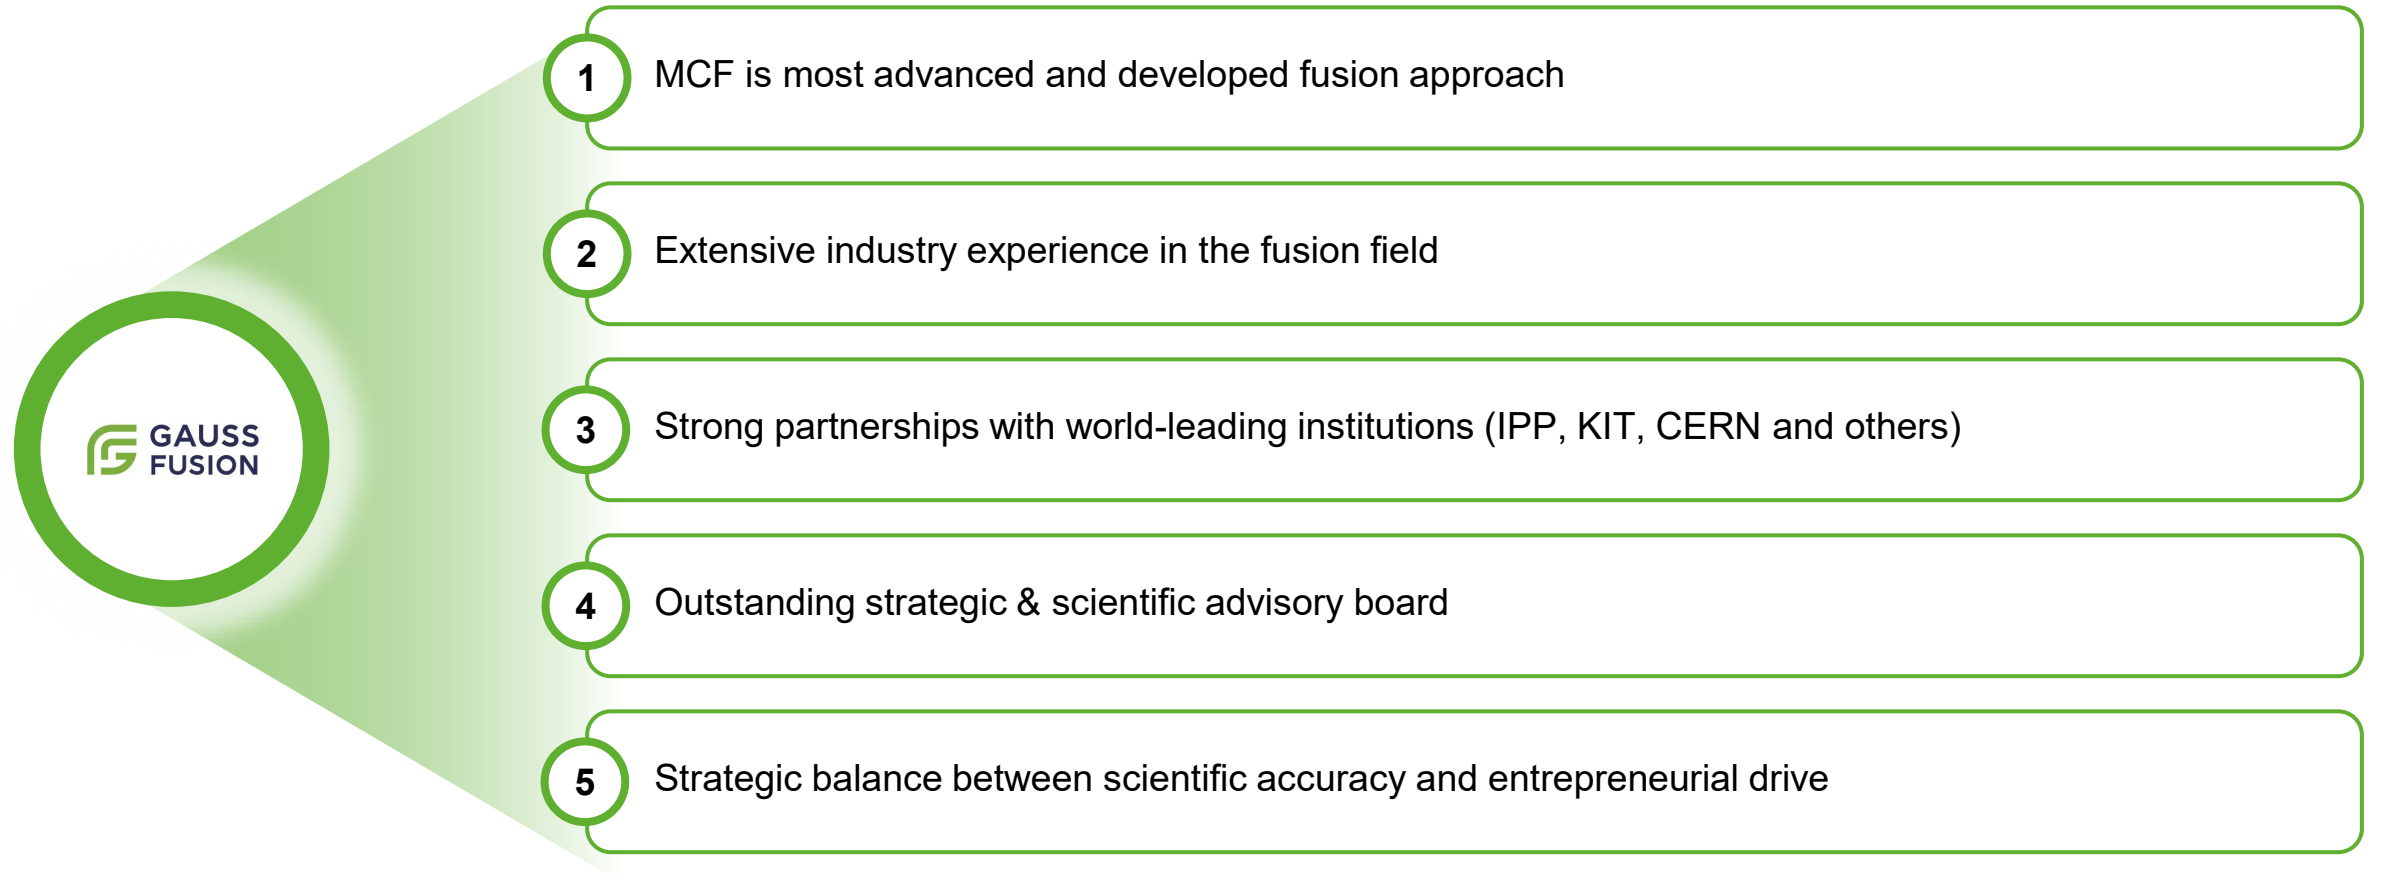 1 MCF is most advanced and developed fusion approach
2 Extensive industry experience in the fusion field
GAUSS
FUSION
3 Strong partnerships with world-leading institutions (IPP, KIT, CERN and others)
4 Outstanding strategic & scientific advisory board
5 Strategic balance between scientific accuracy and entrepreneurial drive